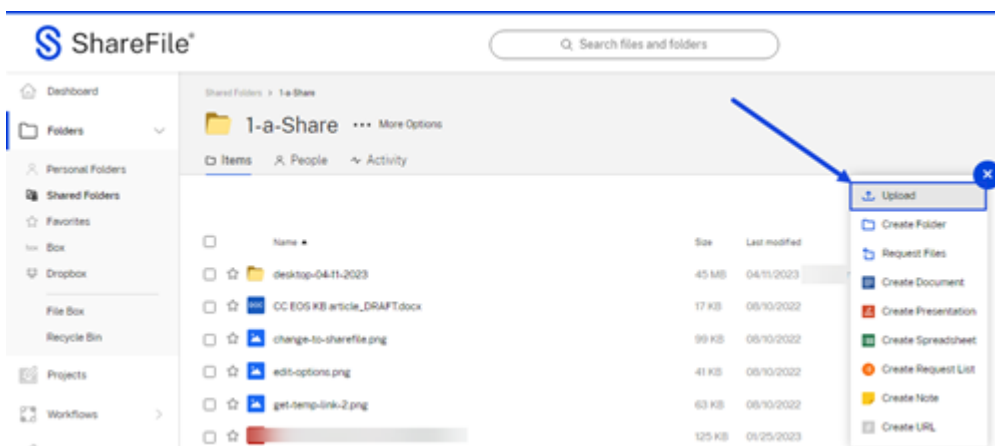 ShareFile
Search files and folders
Dashboard
Folders
Personal Folders
Shared Folders
Favorites
box Box
Dropbox
File Box
Recycle Bin
Projects
Workflows
Shared Folders > 1-a-Share
1-a-Share ••• More Options
Items People Activity
Name Size Last modified
desktop-04-11-2023 45 MB 04/11/2023
DOC CC EOS KB article_DRAFT.docx 17 KB 08/10/2022
change-to-sharefile.png 99 KB 08/10/2022
edit-options.png 41 KB 08/10/2022
get-temp-link-2.png 63 KB 08/10/2022
125 KB 01/25/2023
Upload
Create Folder
Request Files
Create Document
Create Presentation
Create Spreadsheet
Create Request List
Create Note
Create URL